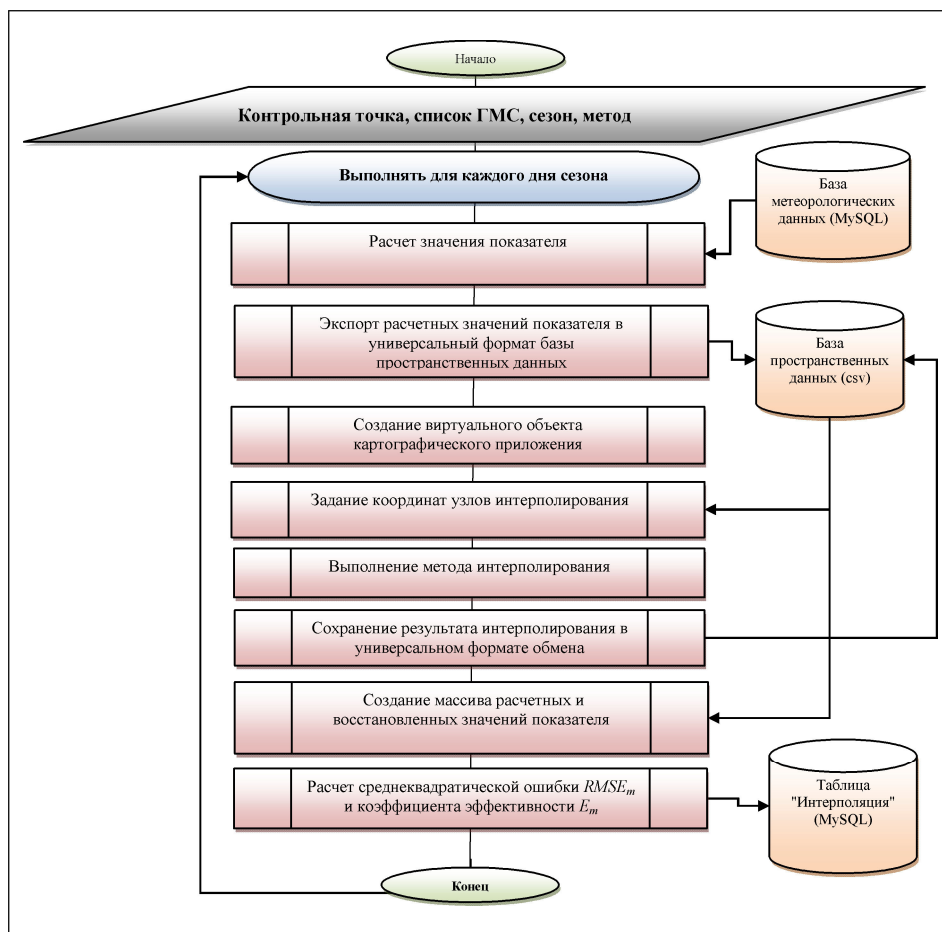 Начало
Контрольная точка, список ГМС, сезон, метод
Выполнять для каждого дня сезона
База
метеорологических
данных (MySQL)
Расчет значения показателя
Экспорт расчетных значений показателя в
универсальный формат базы
пространственных данных
База
пространственных
данных (csv)
Создание виртуального объекта
картографического приложения
Задание координат узлов интерполирования
Выполнение метода интерполирования
Сохранение результата интерполирования в
универсальном формате обмена
Создание массива расчетных и
восстановленных значений показателя
Расчет среднеквадратической ошибки RMSEm
и коэффициента эффективности Em
Таблица
"Интерполяция"
(MySQL)
Конец